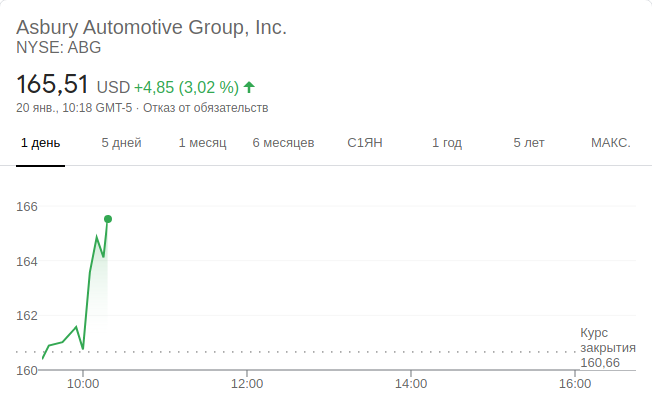 Asbury Automotive Group, Inc.
NYSE: ABG
165,51 USD +4,85 (3,02 %)
20 янв., 10:18 GMT-5 · Отказ от обязательств
1 день 5 дней 1 месяц 6 месяцев С1ЯН 1 год 5 лет МАКС.
166
164
162
Курс
закрытия
160,66
160
10:00 12:00 14:00 16:00